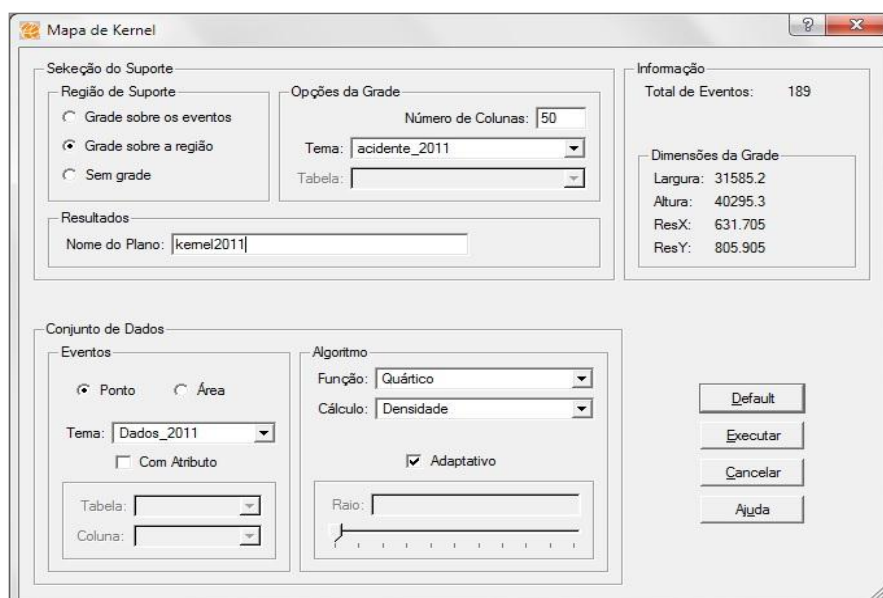 Mapa de Kernel
Sekeção do Suporte
Região de Suporte
Grade sobre os eventos
Grade sobre a região
Sem grade
Opções da Grade
Número de Colunas: 50
Tema: acidente_2011
Tabela:
Resultados
Nome do Plano: kernel2011
Informação
Total de Eventos: 189
Dimensões da Grade
Largura: 31585.2
Altura: 40295.3
ResX: 631.705
ResY: 805.905
Conjunto de Dados
Eventos
Ponto Área
Tema: Dados_2011
Com Atributo
Tabela:
Coluna:
Algoritmo
Função: Quártico
Cálculo: Densidade
Adaptativo
Raio:
Default
Executar
Cancelar
Ajuda